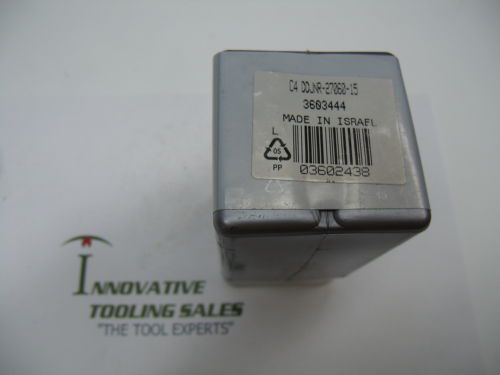 C4 DDJNR-27060-15
3603444
MADE IN ISRAEL
L
05
PP
03602438
INNOVATIVE
TOOLING SALES
"THE TOOL EXPERTS"